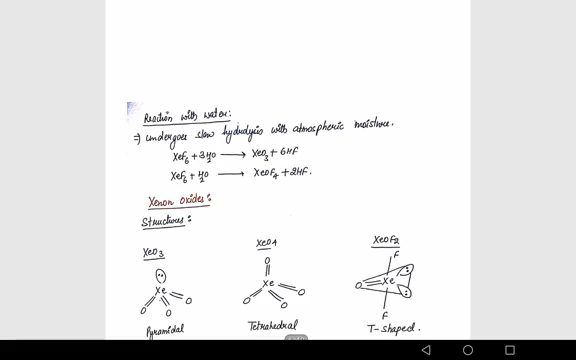 Reaction with water:
⇒ undergoes slow hydrolysis with atmospheric moisture.
XeF6 + 3H2O ⟶ XeO3 + 6HF
XeF6 + H2O ⟶ XeOF4 + 2HF.
Xenon oxides:
Structures:
XeO3 XeO4 XeOF2
O F
Xe Xe O Xe
O O O O O O F
Pyramidal Tetrahedral T-shaped.